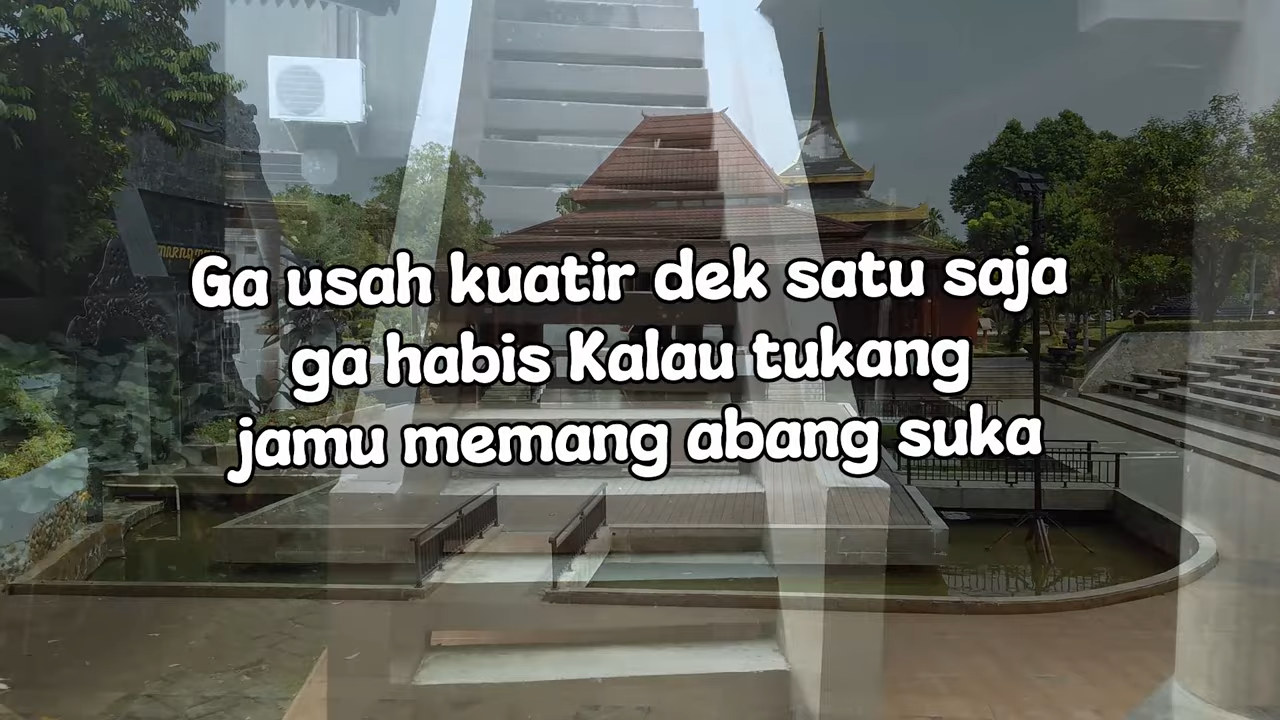 Ga usah kuatir dek satu saja
ga habis Kalau tukang
jamu memang abang suka